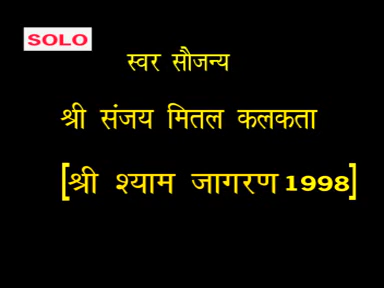 SOLO
स्वर सौजन्य
श्री संजय मितल कलकता
[श्री श्याम जागरण 1998]